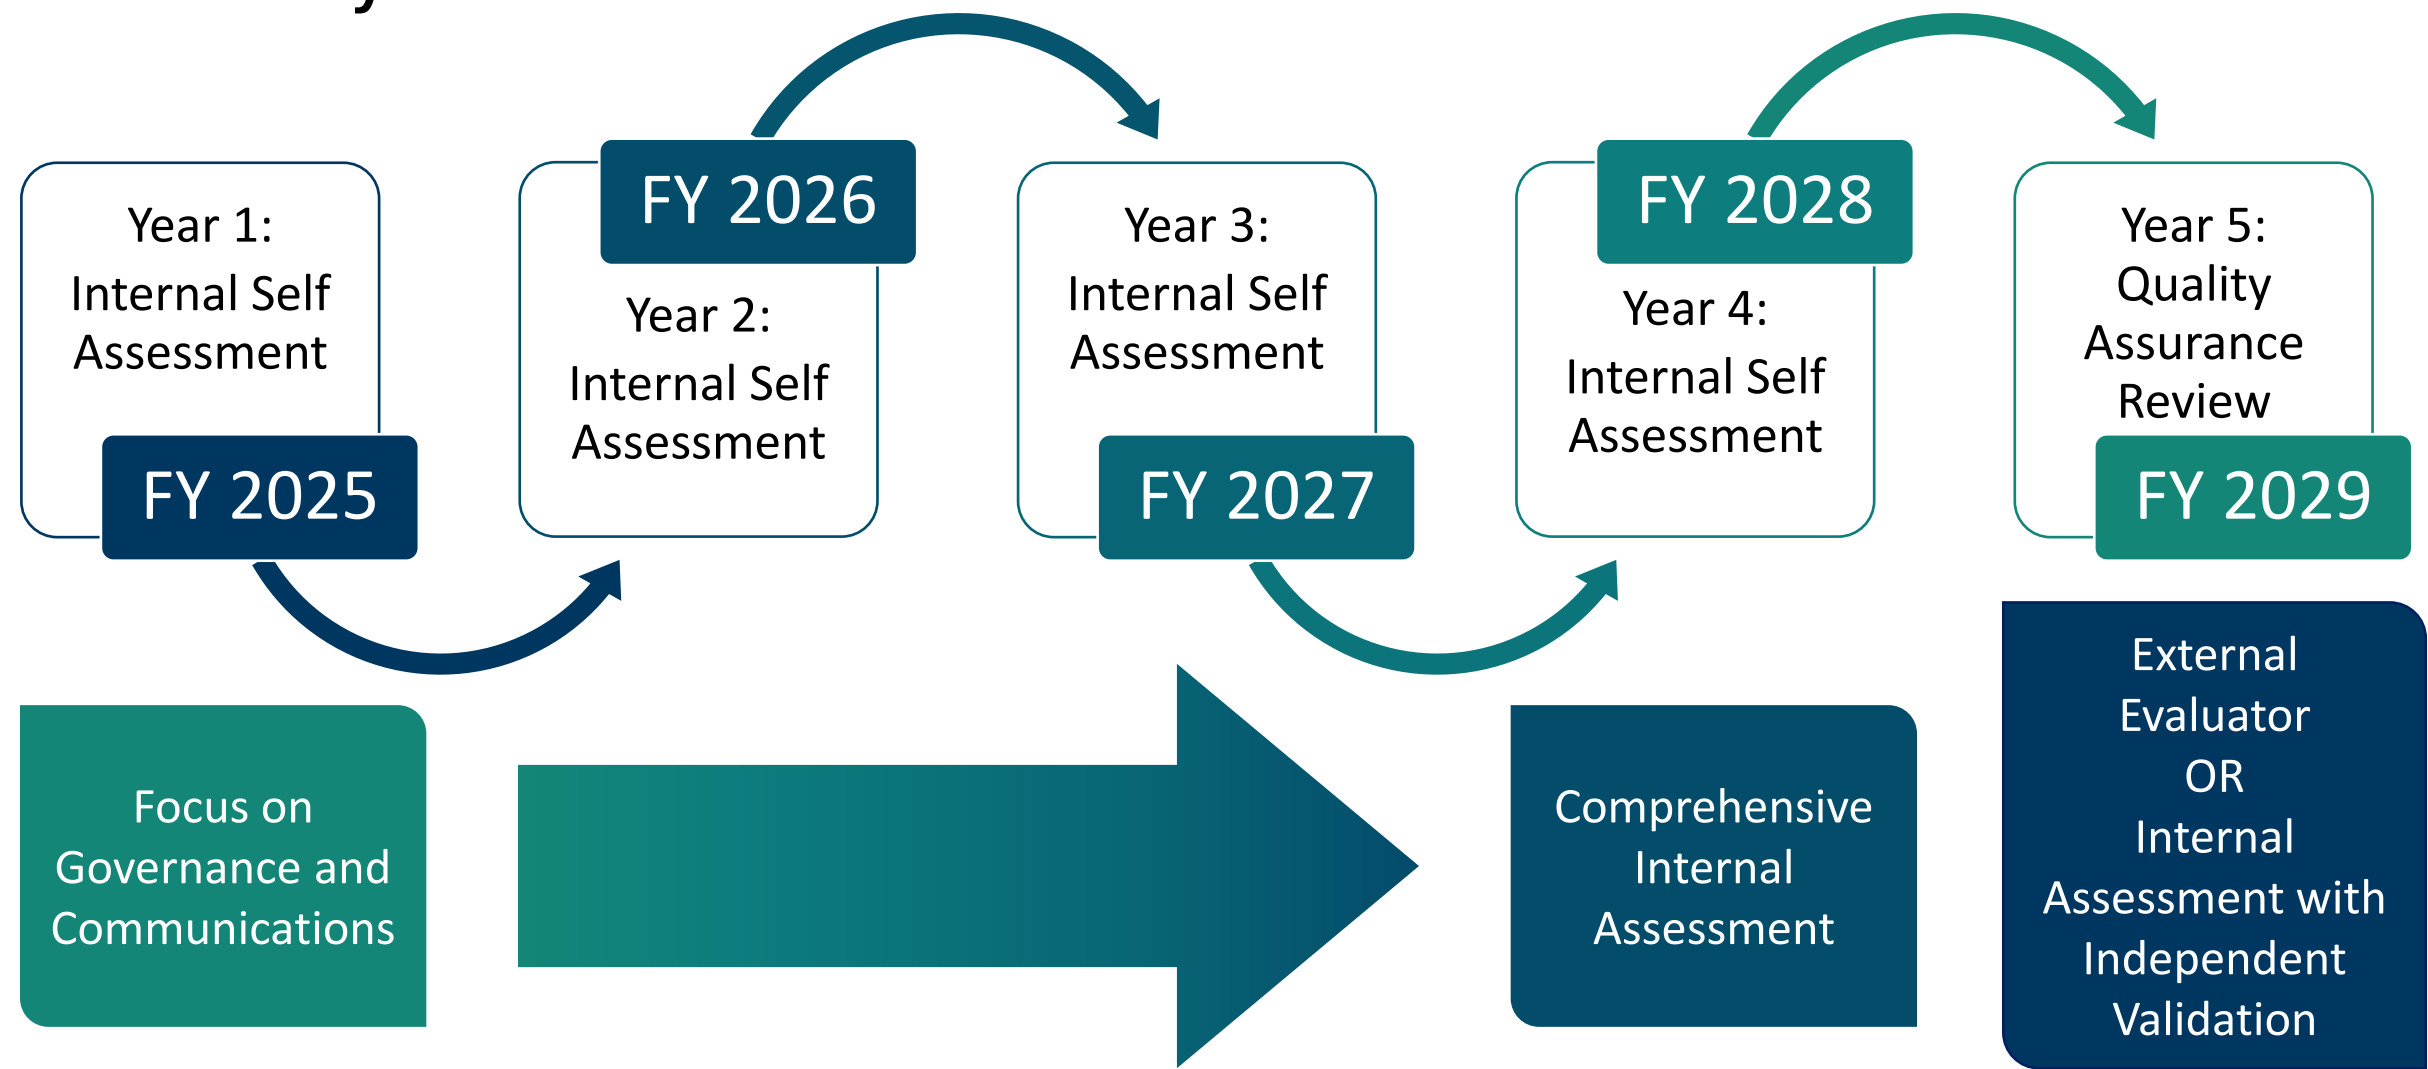 Year 1:
Internal Self
Assessment
FY 2025
FY 2026
Year 2:
Internal Self
Assessment
Year 3:
Internal Self
Assessment
FY 2027
FY 2028
Year 4:
Internal Self
Assessment
Year 5:
Quality
Assurance
Review
FY 2029
Focus on
Governance and
Communications
Comprehensive
Internal
Assessment
External
Evaluator
OR
Internal
Assessment with
Independent
Validation